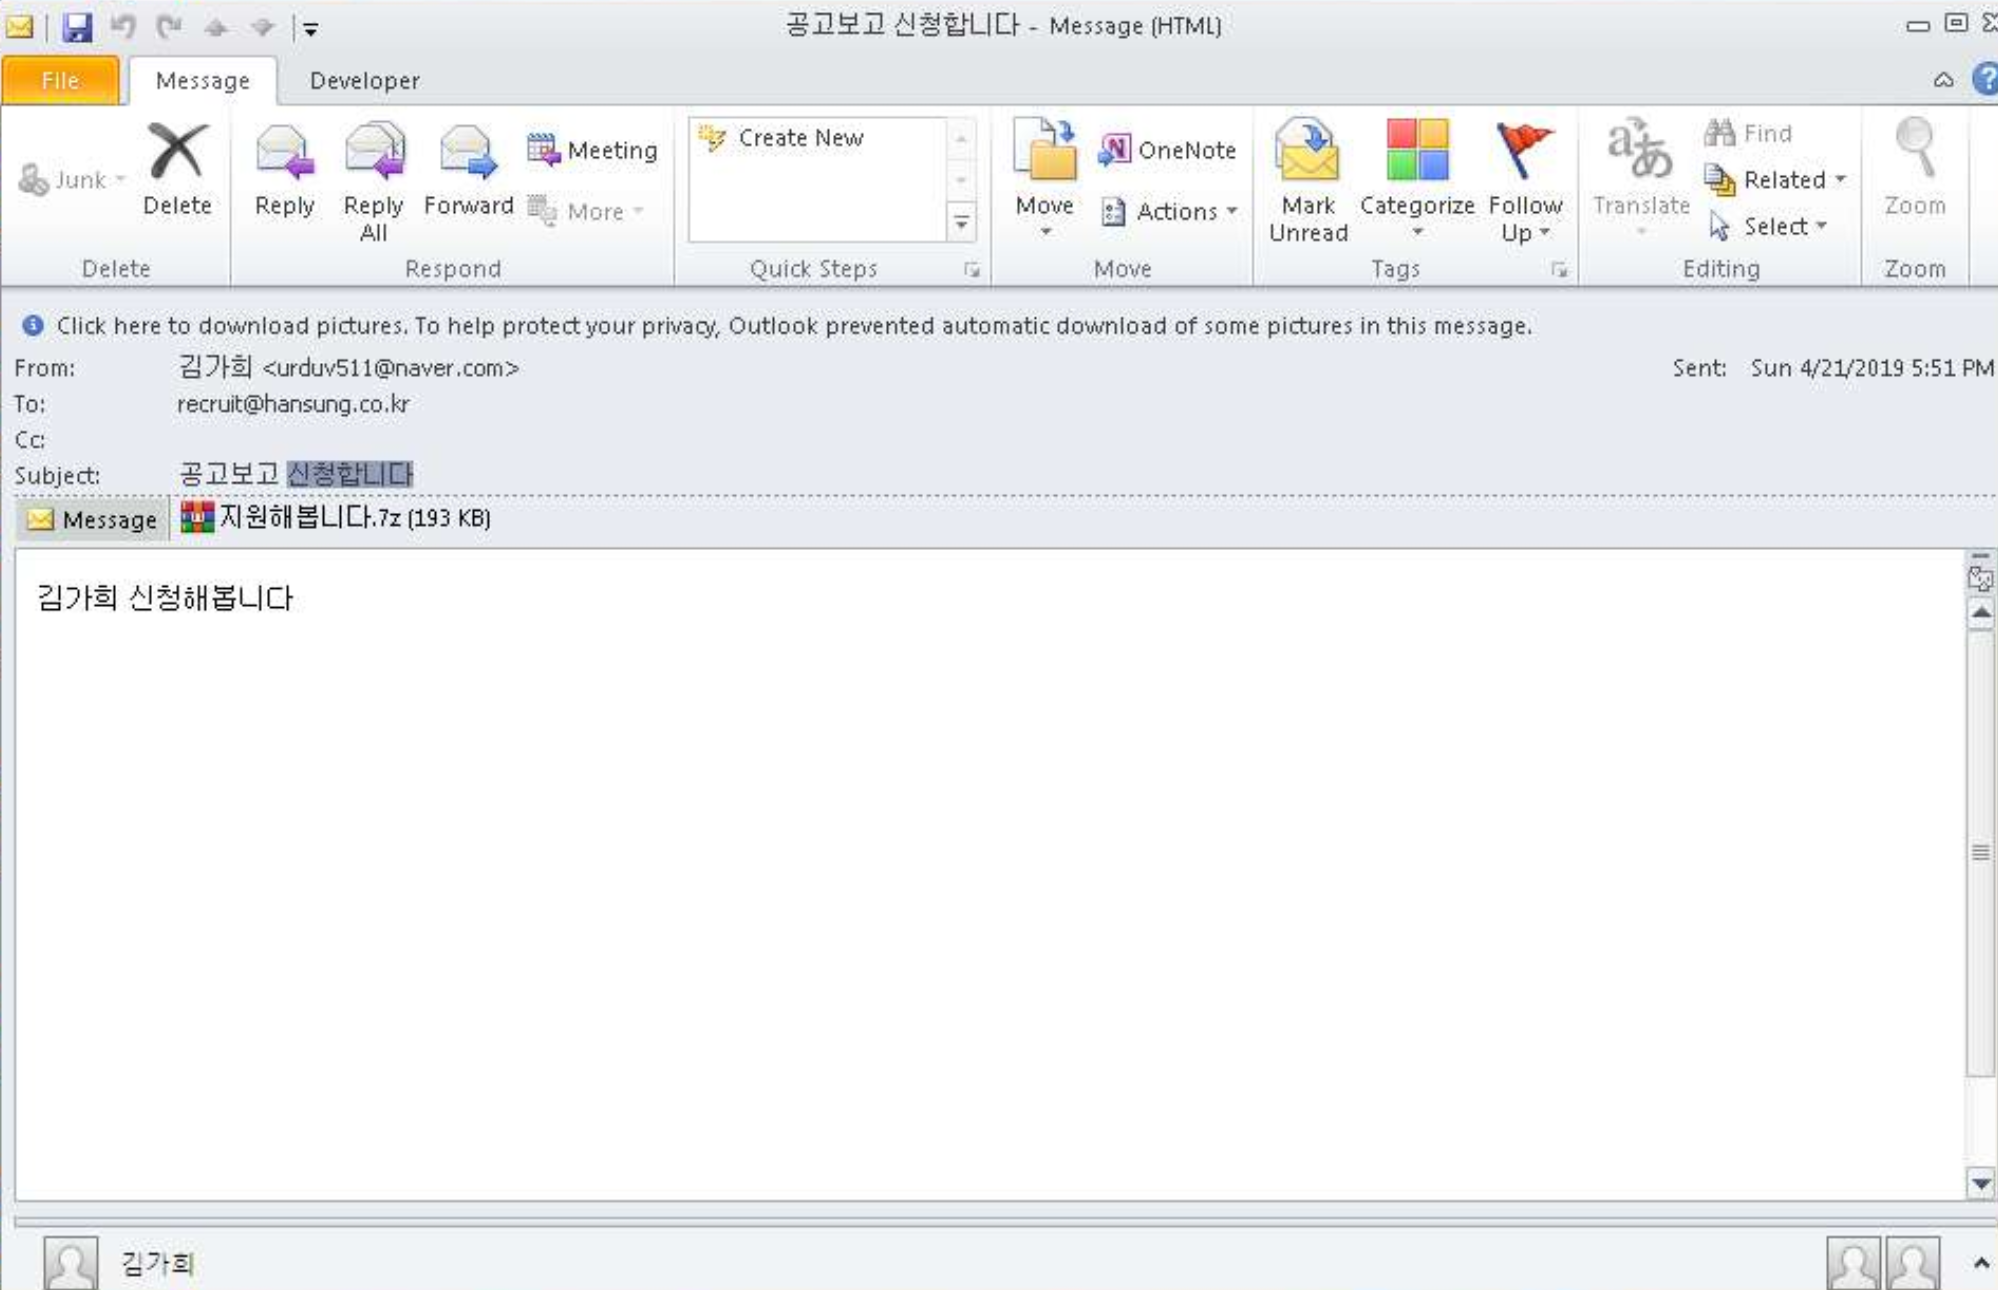 공고보고 신청합니다 - Message (HTML)
File Message Developer
Junk
Delete
Reply
Reply All
Forward
Meeting
More
Create New
Move
OneNote
Actions
Mark Unread
Categorize
Follow Up
Translate
Find
Related
Select
Zoom
Delete Respond Quick Steps Move Tags Editing Zoom
Click here to download pictures. To help protect your privacy, Outlook prevented automatic download of some pictures in this message.
From: 김가희 <urduv511@naver.com> Sent: Sun 4/21/2019 5:51 PM
To: recruit@hansung.co.kr
Cc:
Subject: 공고보고 신청합니다
Message 지원해봅니다.7z (193 KB)
김가희 신청해봅니다
김가희